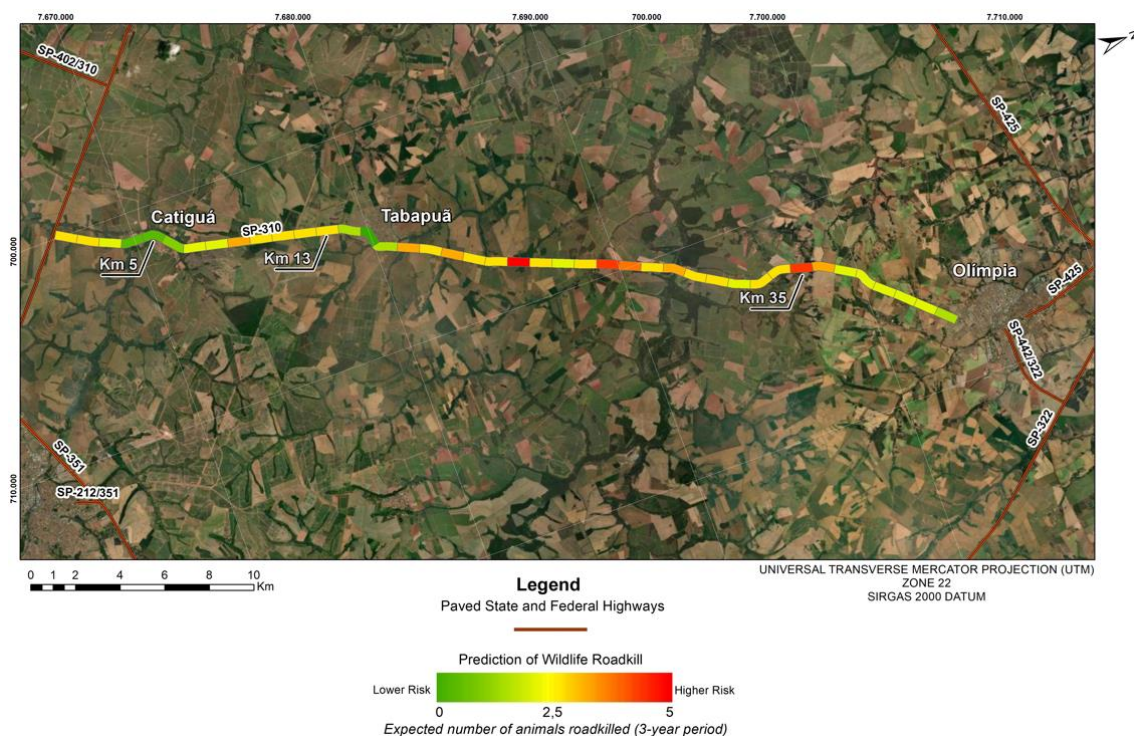 7.670.000
7.680.000
7.690.000
700.000
7.700.000
7.710.000
SP-402/310
SP-425
Catiguá
SP-310
Tabapuã
Km 5
Km 13
700.000
Km 35
Olímpia
SP-425
SP-442/322
SP-322
SP-351
SP-212/351
710.000
0 1 2 4 6 8 10
Km
UNIVERSAL TRANSVERSE MERCATOR PROJECTION (UTM)
ZONE 22
SIRGAS 2000 DATUM
Legend
Paved State and Federal Highways
Prediction of Wildlife Roadkill
Lower Risk
Higher Risk
0 2,5 5
Expected number of animals roadkilled (3-year period)